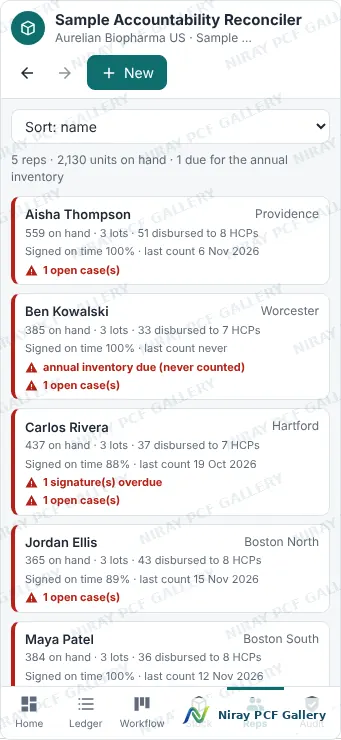 Sample Accountability Reconciler
Aurelian Biopharma US · Sample ...
New
Sort: name
5 reps · 2,130 units on hand · 1 due for the annual
inventory
Aisha Thompson Providence
559 on hand · 3 lots · 51 disbursed to 8 HCPs
Signed on time 100% · last count 6 Nov 2026
1 open case(s)
Ben Kowalski Worcester
385 on hand · 3 lots · 33 disbursed to 7 HCPs
Signed on time 100% · last count never
annual inventory due (never counted)
1 open case(s)
Carlos Rivera Hartford
437 on hand · 3 lots · 37 disbursed to 7 HCPs
Signed on time 88% · last count 19 Oct 2026
1 signature(s) overdue
1 open case(s)
Jordan Ellis Boston North
365 on hand · 3 lots · 43 disbursed to 8 HCPs
Signed on time 89% · last count 15 Nov 2026
1 open case(s)
Maya Patel Boston South
384 on hand · 3 lots · 36 disbursed to 8 HCPs
Signed on time 100% · last count 12 Nov 2026
Home Ledger Workflow Stock Reps Audit
Niray PCF Gallery
NIRAY PCF GALLERY